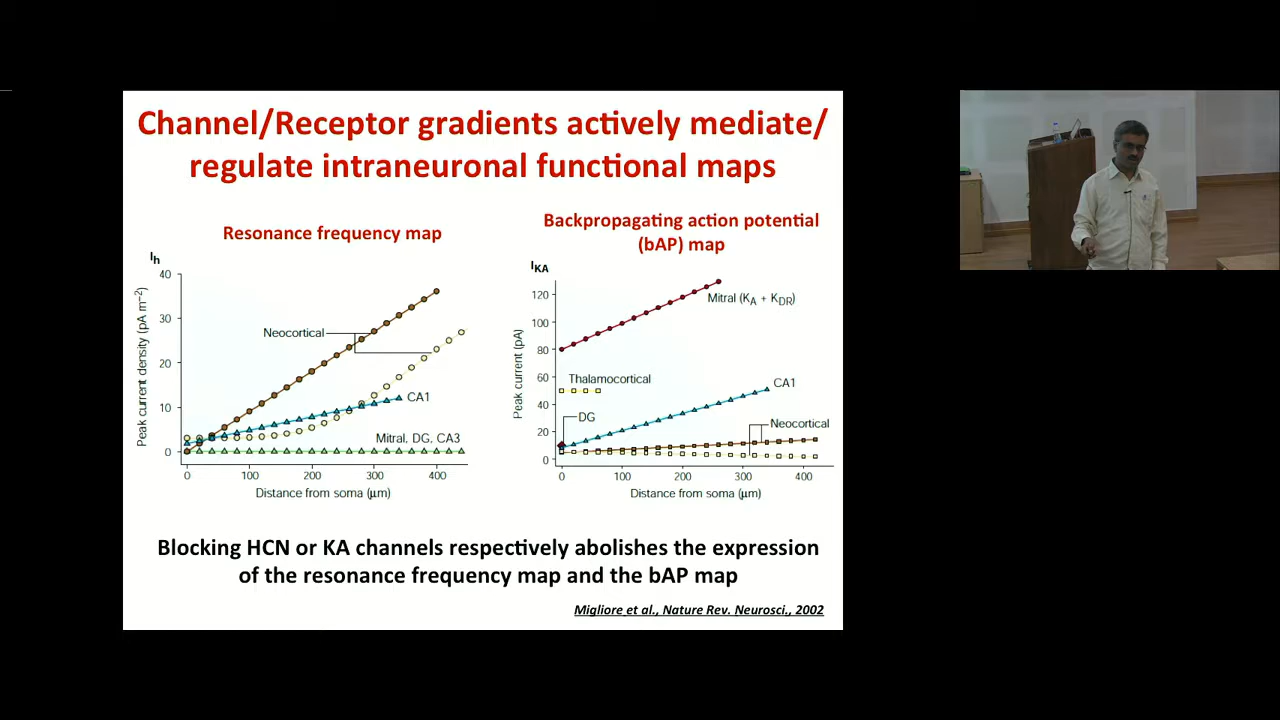 Channel/Receptor gradients actively mediate/
regulate intraneuronal functional maps
Resonance frequency map
Ih
40
30
20
10
0
Peak current density (pA m−2)
Neocortical
CA1
Mitral, DG, CA3
0 100 200 300 400
Distance from soma (μm)
Backpropagating action potential
(bAP) map
IKA
120
100
80
60
40
20
0
Peak current (pA)
Mitral (KA + KDR)
Thalamocortical
CA1
DG
Neocortical
0 100 200 300 400
Distance from soma (μm)
Blocking HCN or KA channels respectively abolishes the expression
of the resonance frequency map and the bAP map
Migliore et al., Nature Rev. Neurosci,, 2002